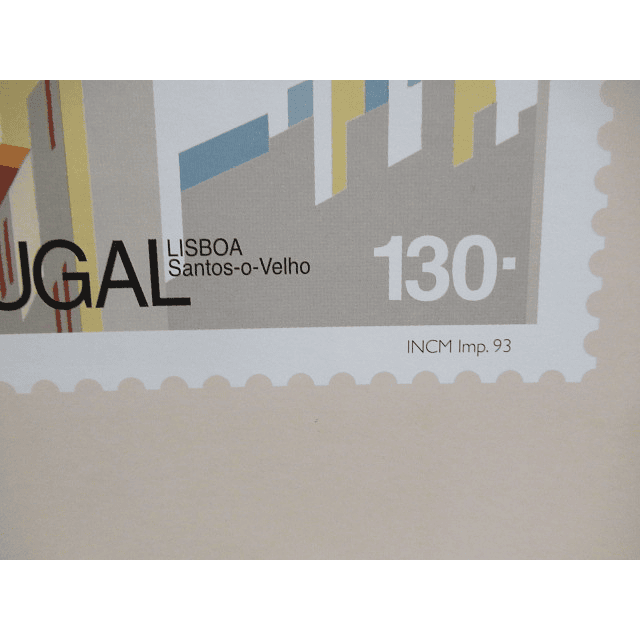 UGAL
LISBOA
Santos-o-Velho
130·
INCM Imp. 93